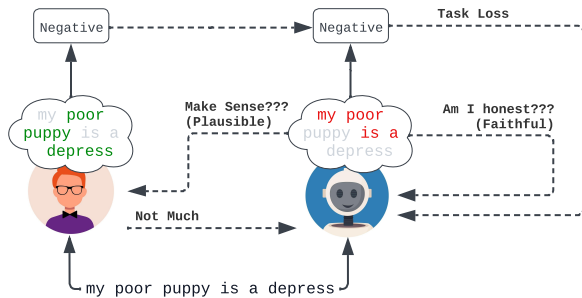 Task Loss
Negative
Negative
Make Sense???
(Plausible)
Am I honest???
(Faithful)
my poor
puppy is a
depress
my poor
puppy is a
depress
Not Much
my poor puppy is a depress